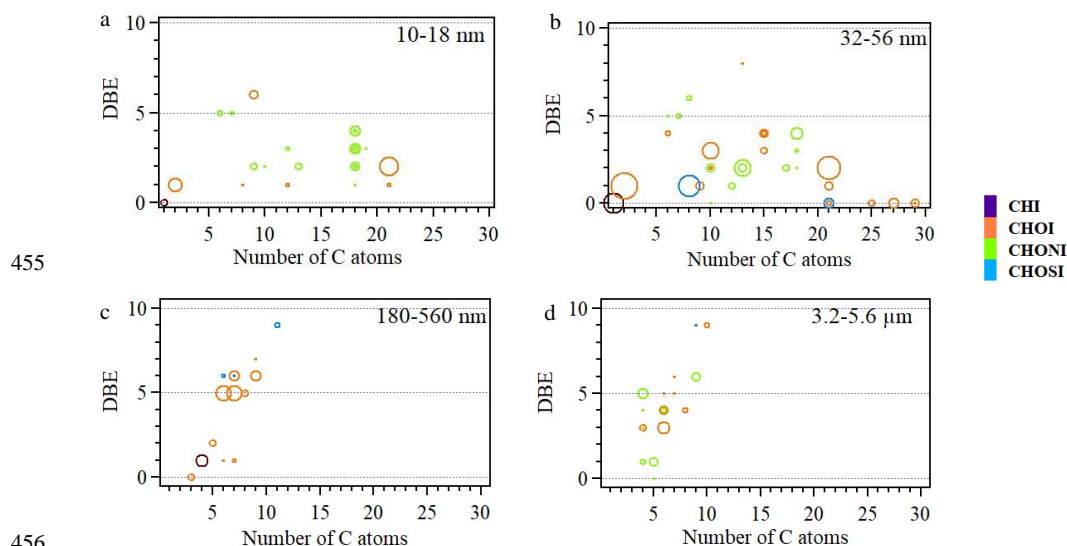 a
10-18 nm
10
5
0
DBE
5 10 15 20 25 30
Number of C atoms
b
32-56 nm
10
5
0
DBE
5 10 15 20 25 30
Number of C atoms
CHI
CHOI
CHONI
CHOSI
455
c
180-560 nm
10
5
0
DBE
5 10 15 20 25 30
Number of C atoms
d
3.2-5.6 µm
10
5
0
DBE
5 10 15 20 25 30
Number of C atoms
456